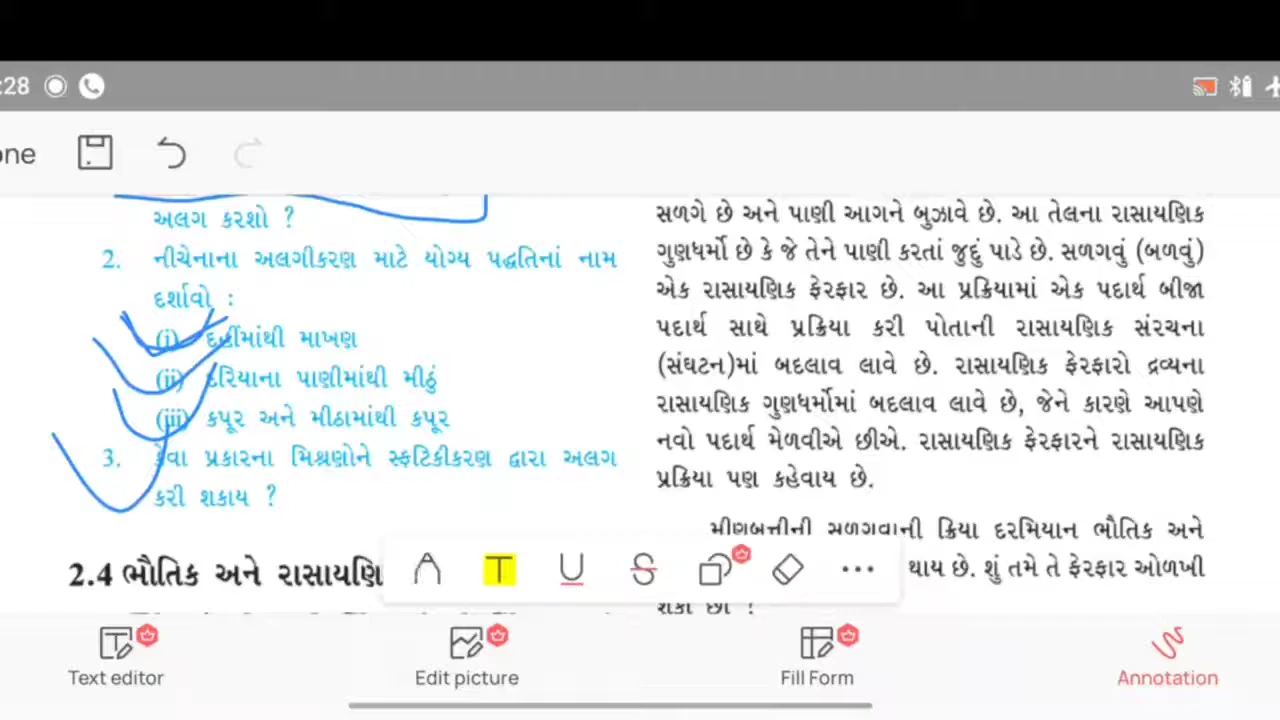 :28
one
અલગ કરશો ?
2. નીચેનાના અલગીકરણ માટે યોગ્ય પદ્ધતિનાં નામ
દર્શાવો :
(i) દહીંમાંથી માખણ
(ii) દરિયાના પાણીમાંથી મીઠું
(iii) કપૂર અને મીઠામાંથી કપૂર
3. કેવા પ્રકારના મિશ્રણોને સ્ફટિકીકરણ દ્વારા અલગ
કરી શકાય ?
2.4 ભૌતિક અને રાસાયણિ
સળગે છે અને પાણી આગને બુઝાવે છે. આ તેલના રાસાયણિક
ગુણધર્મો છે કે જે તેને પાણી કરતાં જુદું પાડે છે. સળગવું (બળવું)
એક રાસાયણિક ફેરફાર છે. આ પ્રક્રિયામાં એક પદાર્થ બીજા
પદાર્થ સાથે પ્રક્રિયા કરી પોતાની રાસાયણિક સંરચના
(સંઘટન)માં બદલાવ લાવે છે. રાસાયણિક ફેરફારો દ્રવ્યના
રાસાયણિક ગુણધર્મોમાં બદલાવ લાવે છે, જેને કારણે આપણે
નવો પદાર્થ મેળવીએ છીએ. રાસાયણિક ફેરફારને રાસાયણિક
પ્રક્રિયા પણ કહેવાય છે.
મીણબત્તીની સળગવાની ક્રિયા દરમિયાન ભૌતિક અને
થાય છે. શું તમે તે ફેરફાર ઓળખી
શકો છો ?
Text editor
Edit picture
Fill Form
Annotation